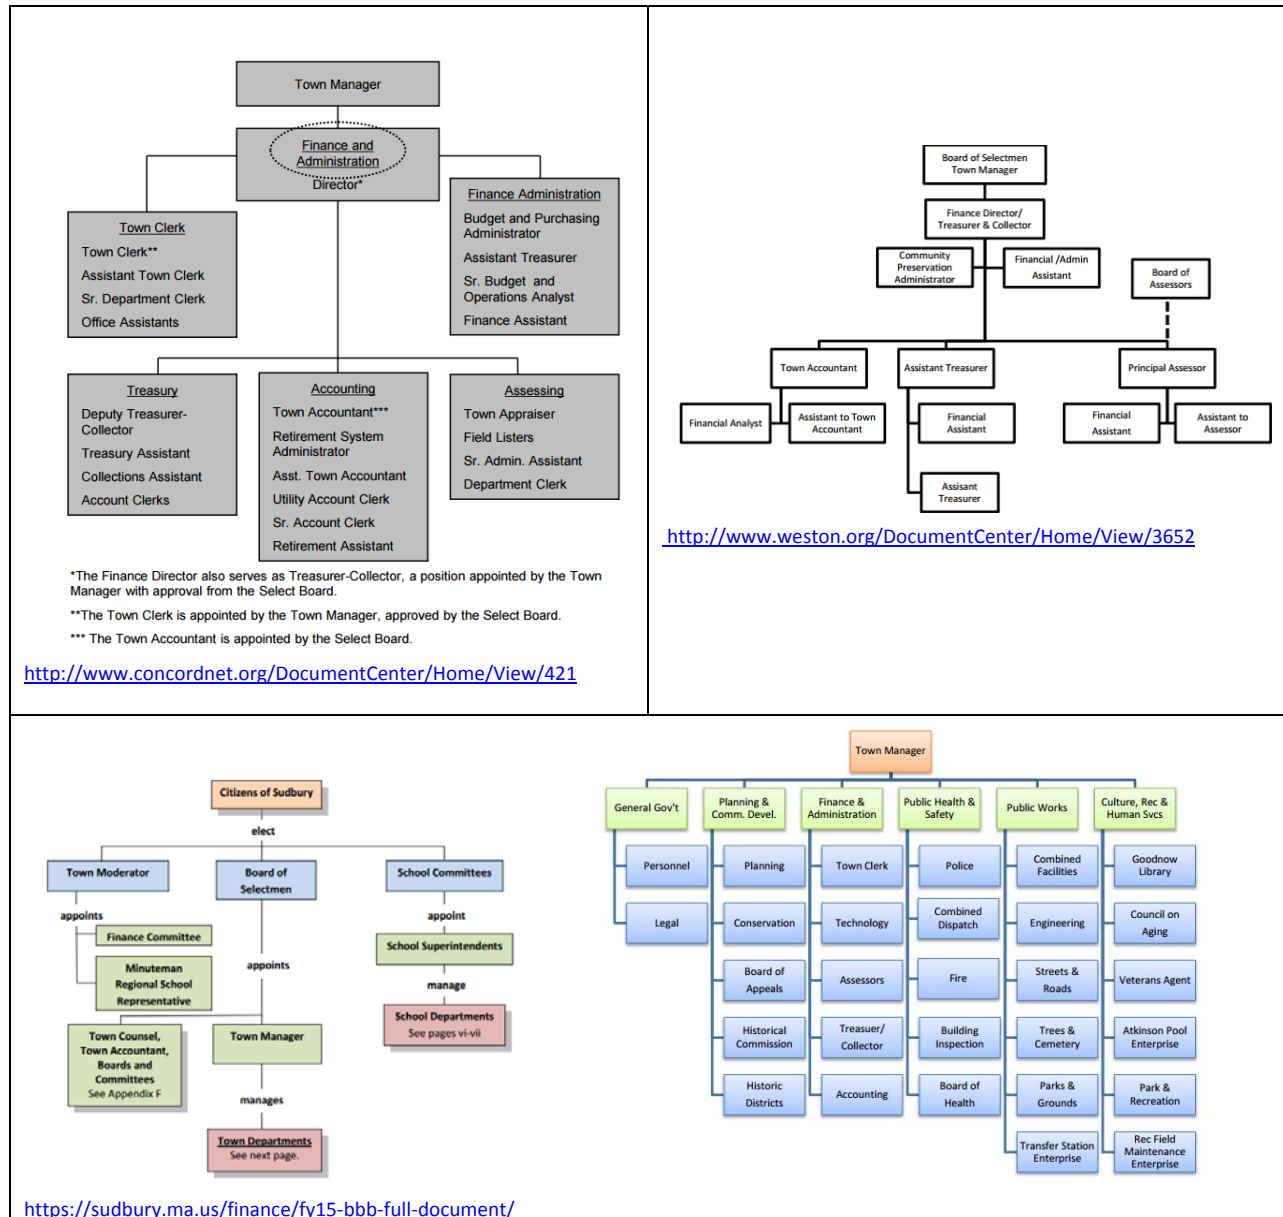 Town Manager
Finance and
Administration
Director*
Town Clerk
Town Clerk**
Assistant Town Clerk
Sr. Department Clerk
Office Assistants
Finance Administration
Budget and Purchasing
Administrator
Assistant Treasurer
Sr. Budget and
Operations Analyst
Finance Assistant
Treasury
Deputy Treasurer-
Collector
Treasury Assistant
Collections Assistant
Account Clerks
Accounting
Town Accountant***
Retirement System
Administrator
Asst. Town Accountant
Utility Account Clerk
Sr. Account Clerk
Retirement Assistant
Assessing
Town Appraiser
Field Listers
Sr. Admin. Assistant
Department Clerk
*The Finance Director also serves as Treasurer-Collector, a position appointed by the Town
Manager with approval from the Select Board.
**The Town Clerk is appointed by the Town Manager, approved by the Select Board.
*** The Town Accountant is appointed by the Select Board.
http://www.concordnet.org/DocumentCenter/Home/View/421
Board of Selectmen
Town Manager
Finance Director/
Treasurer & Collector
Community
Preservation
Administrator
Financial /Admin
Assistant
Board of
Assessors
Town Accountant
Assistant Treasurer
Principal Assessor
Financial Analyst
Assistant to Town
Accountant
Financial
Assistant
Financial
Assistant
Assistant to
Assessor
Assisant
Treasurer
http://www.weston.org/DocumentCenter/Home/View/3652
Citizens of Sudbury
elect
Town Moderator
Board of
Selectmen
School Committees
appoints
appoint
Finance Committee
School Superintendents
Minuteman
Regional School
Representative
appoints
manage
School Departments
See pages vi-vii
Town Counsel,
Town Accountant,
Boards and
Committees
See Appendix F
Town Manager
manages
Town Departments
See next page.
Town Manager
General Gov't
Planning &
Comm. Devel.
Finance &
Administration
Public Health &
Safety
Public Works
Culture, Rec &
Human Svcs
Personnel
Planning
Town Clerk
Police
Combined
Facilities
Goodnow
Library
Legal
Conservation
Technology
Combined
Dispatch
Engineering
Council on
Aging
Board of
Appeals
Assessors
Fire
Streets &
Roads
Veterans Agent
Historical
Commission
Treasuer/
Collector
Building
Inspection
Trees &
Cemetery
Atkinson Pool
Enterprise
Historic
Districts
Accounting
Board of
Health
Parks &
Grounds
Park &
Recreation
Transfer Station
Enterprise
Rec Field
Maintenance
Enterprise
https://sudbury.ma.us/finance/fy15-bbb-full-document/